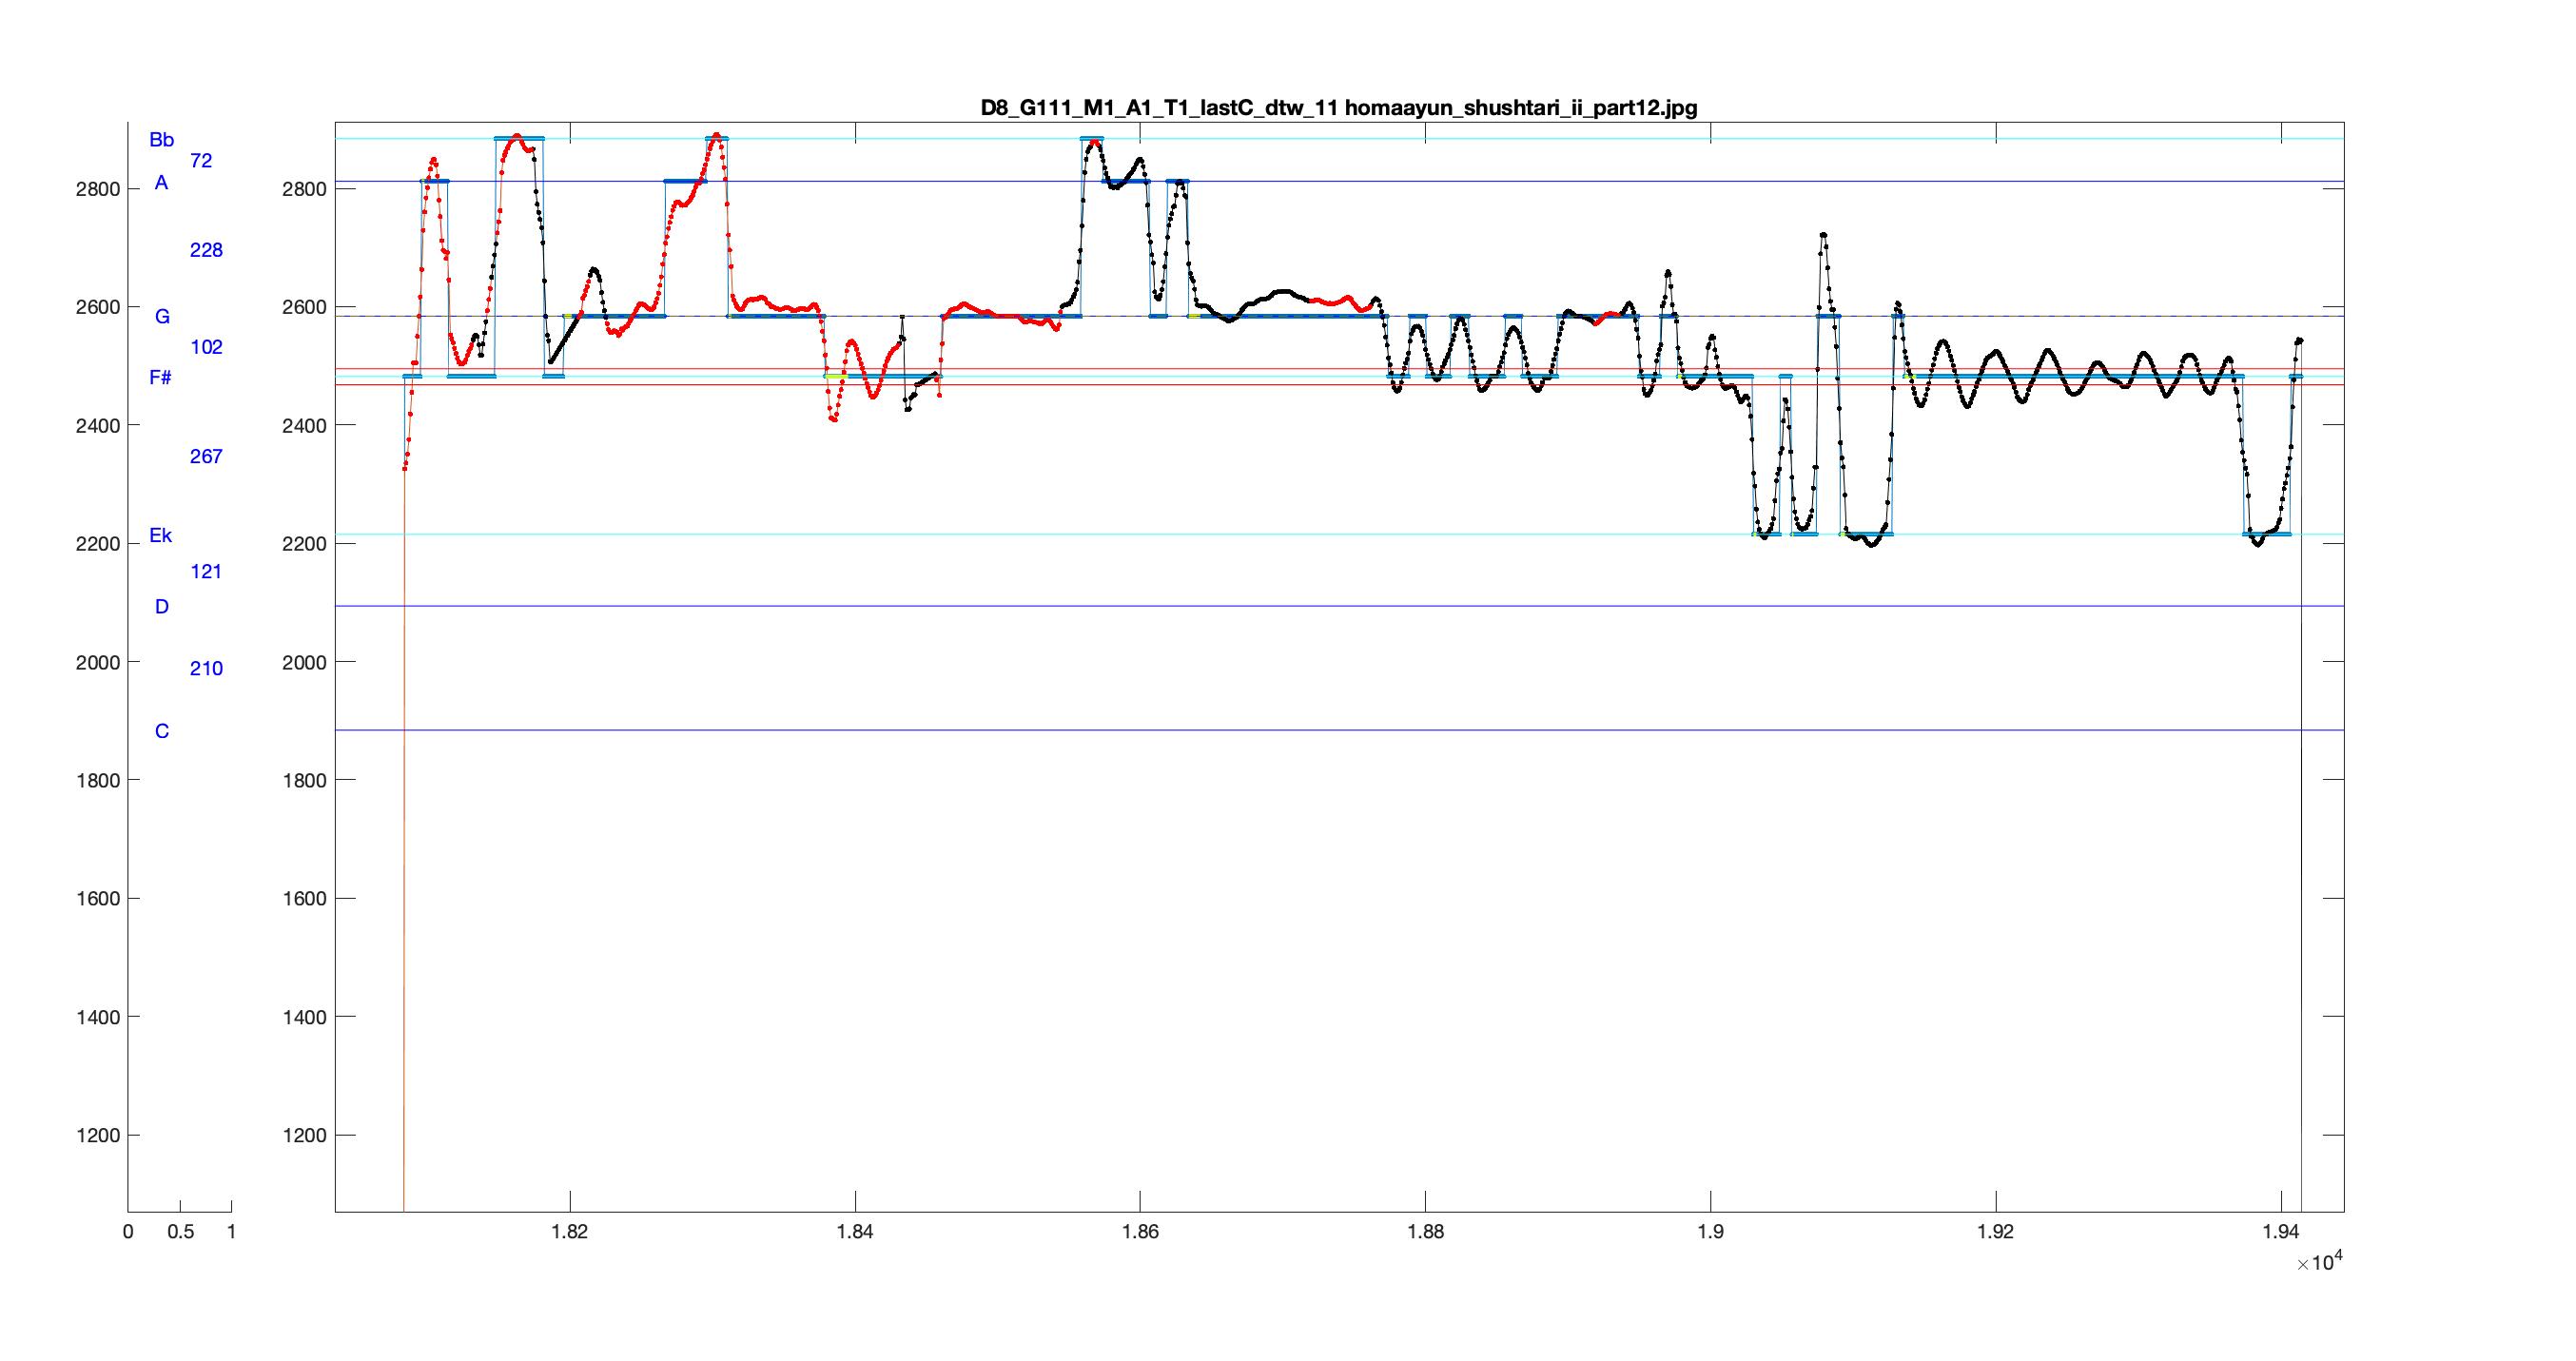 D8_G111_M1_A1_T1_lastC_dtw_11 homaayun_shushtari_ii_part12.jpg
Bb
72
2800
A
2800
228
2600
G
2600
102
F#
2400
2400
267
2200
Ek
2200
121
D
2000
210
2000
C
1800
1800
1600
1600
1400
1400
1200
1200
0 0.5 1
1.82 1.84 1.86 1.88 1.9 1.92 1.94
×10⁴